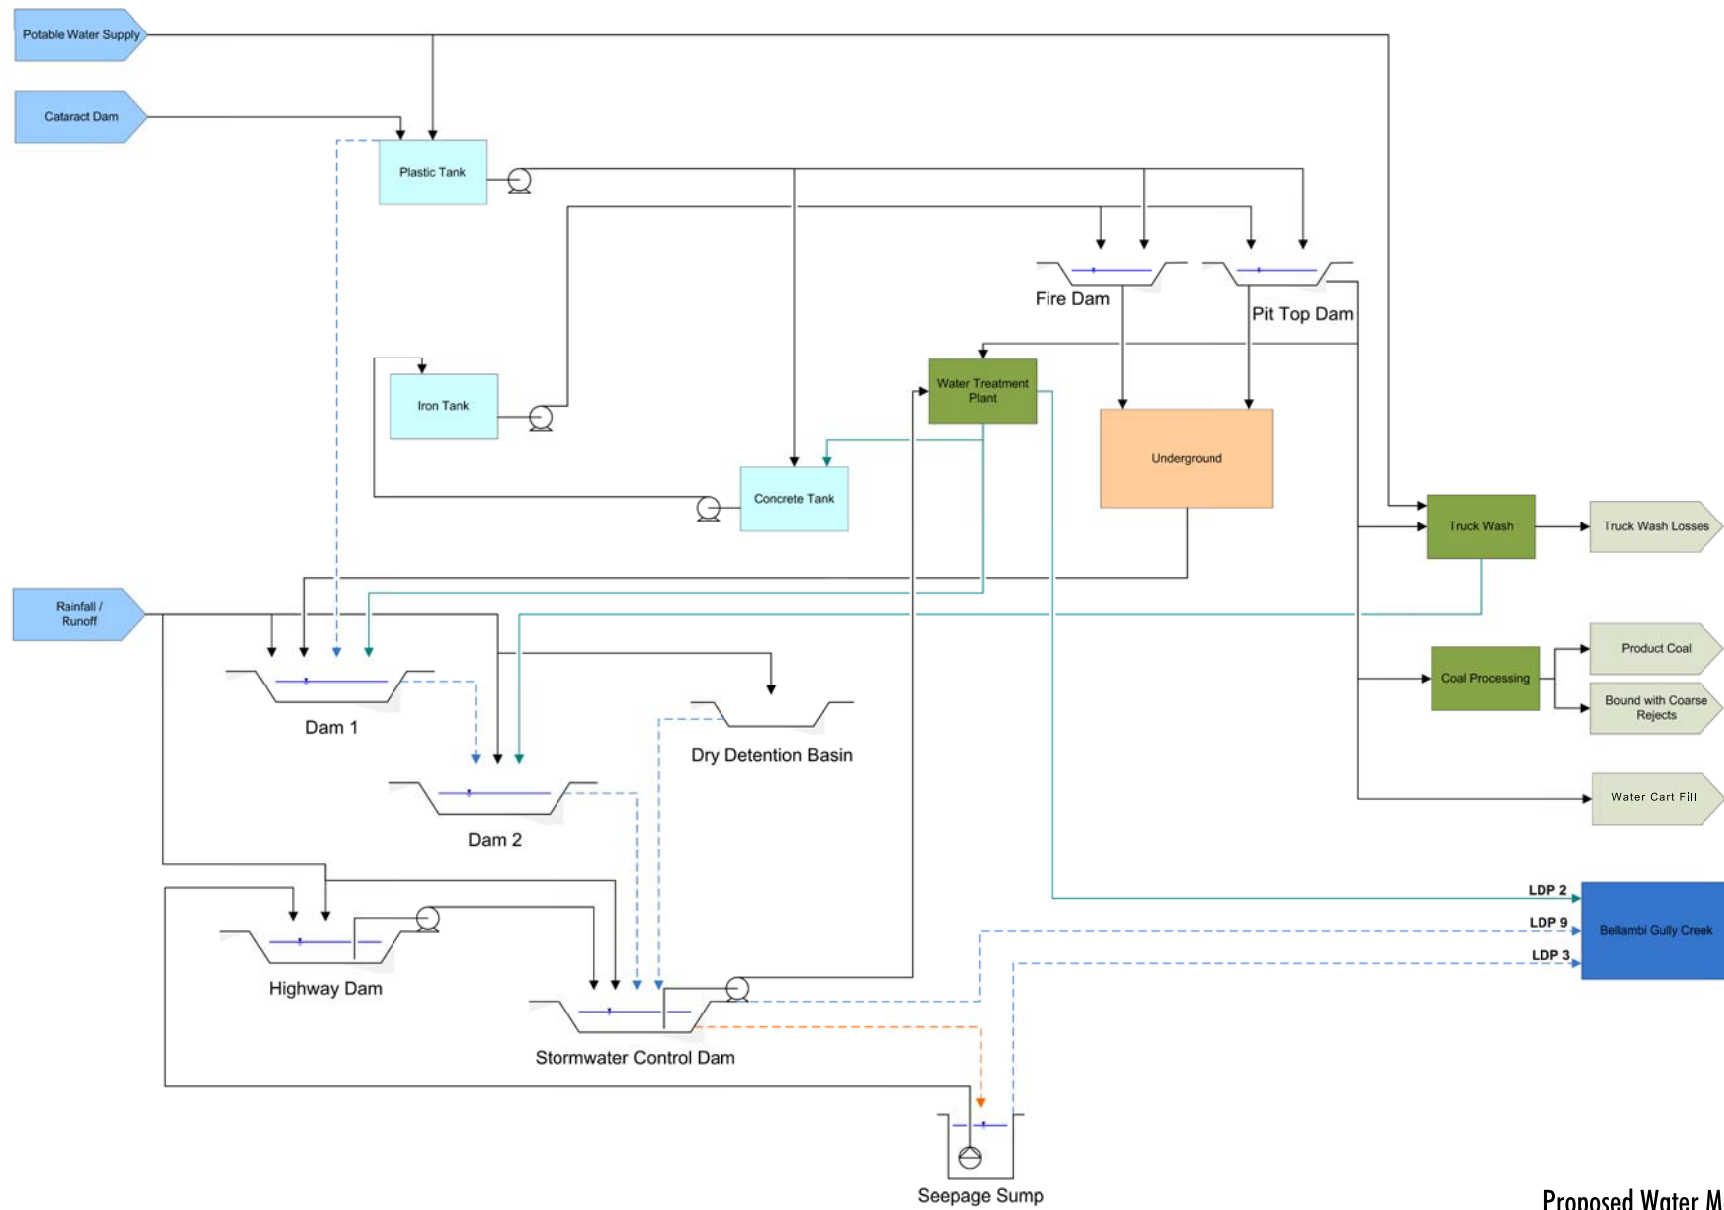 Potable Water Supply
Cataract Dam
Plastic Tank
Fire Dam
Pit Top Dam
Water Treatment
Plant
Iron Tank
Underground
Concrete Tank
Truck Wash
Truck Wash Losses
Rainfall /
Runoff
Product Coal
Coal Processing
Bound with Coarse
Rejects
Dam 1
Dry Detention Basin
Water Cart Fill
Dam 2
LDP 2
LDP 9
Bellambi Gully Creek
LDP 3
Highway Dam
Stormwater Control Dam
Seepage Sump
Proposed Water M